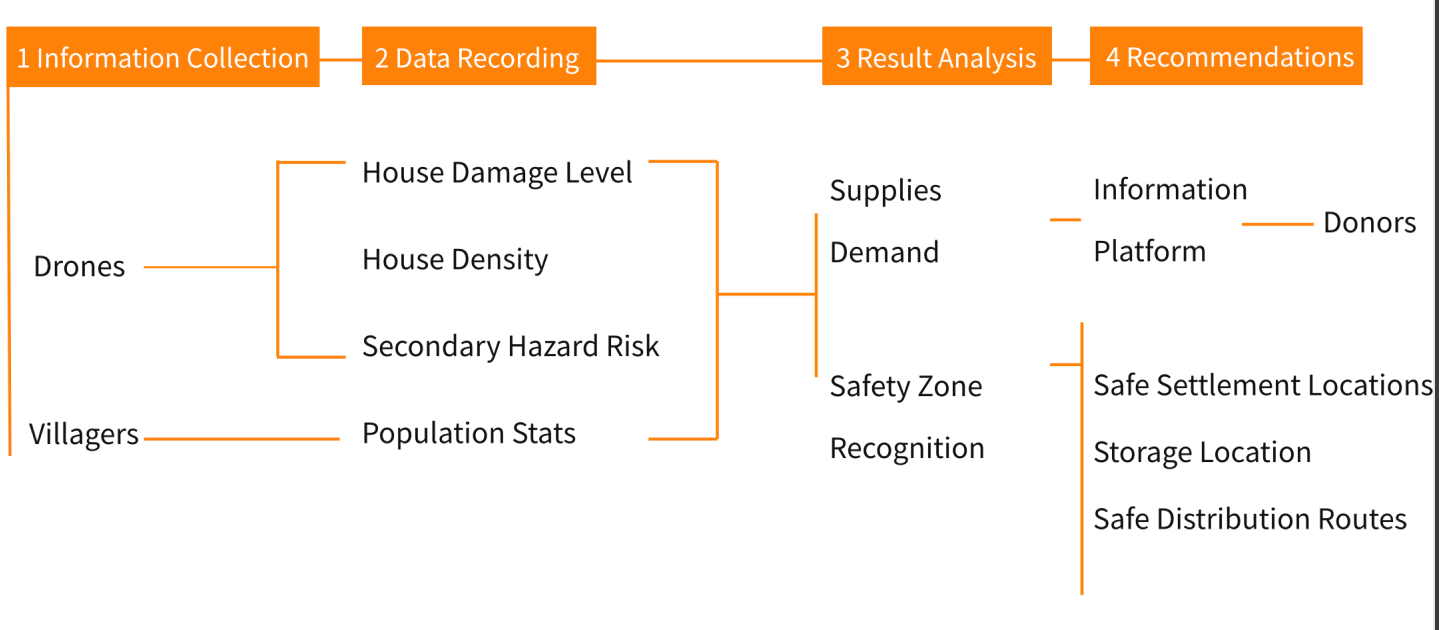 1 Information Collection
2 Data Recording
3 Result Analysis
4 Recommendations
Drones
Villagers
House Damage Level
House Density
Secondary Hazard Risk
Population Stats
Supplies
Demand
Safety Zone
Recognition
Information
Platform
Donors
Safe Settlement Locations
Storage Location
Safe Distribution Routes